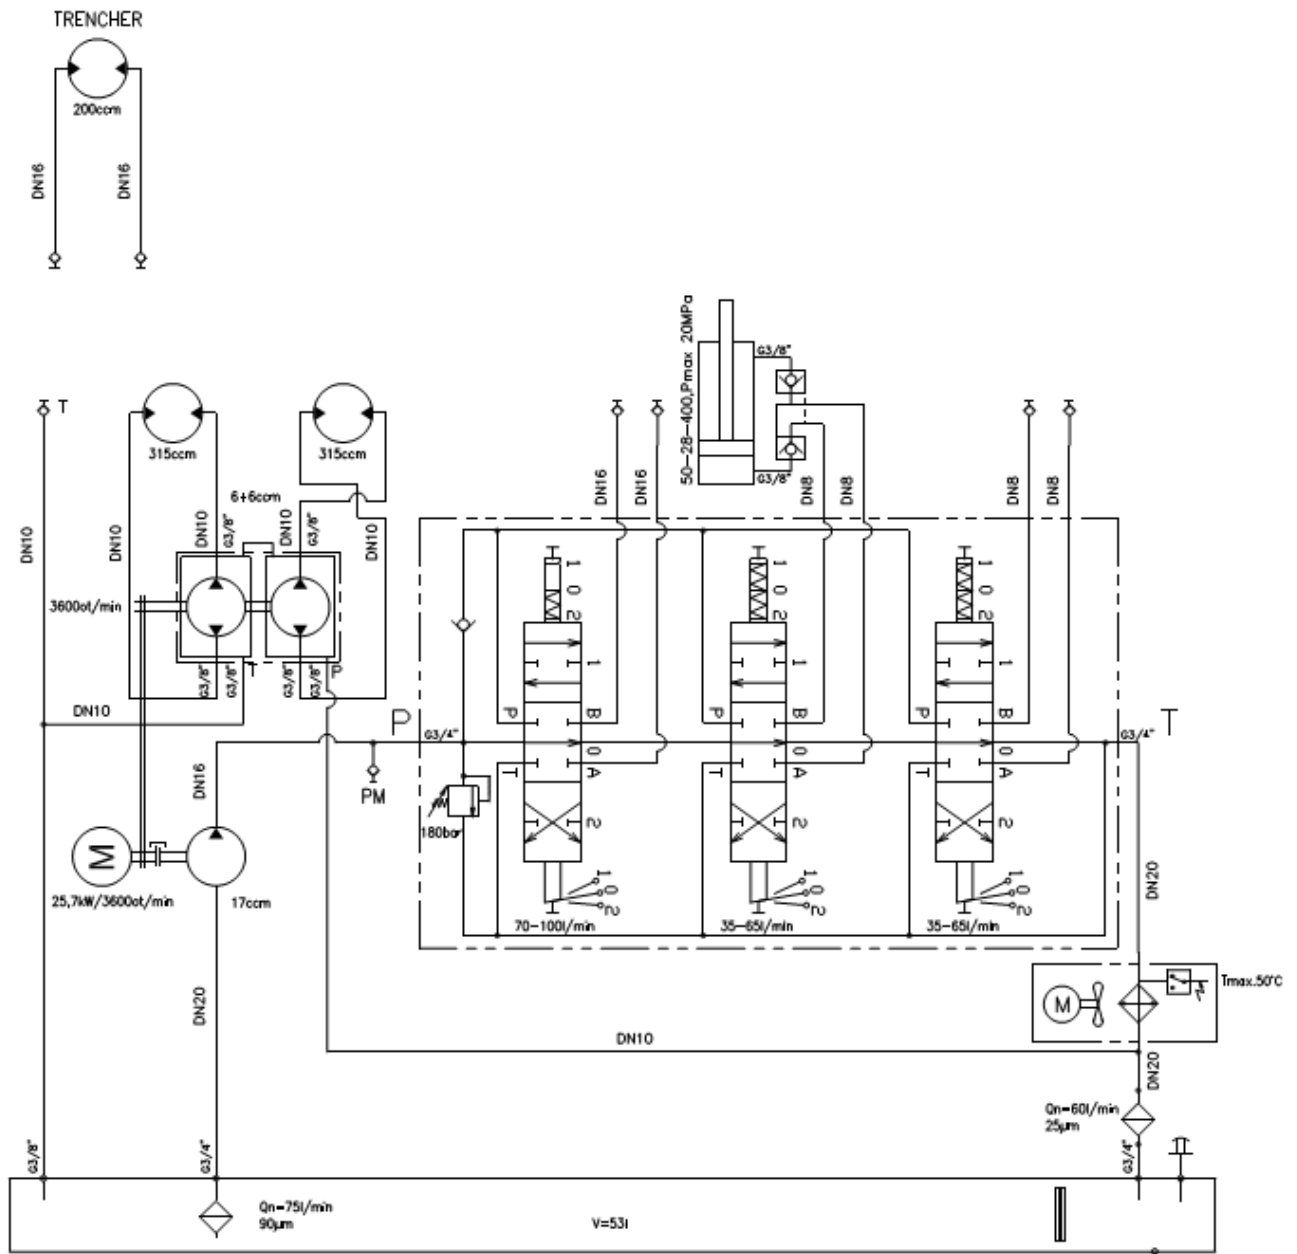 TRENCHER
200ccm
DN16
DN16
50-28-400,Pmax 20MPa
G3/8"
G3/8"
T
315ccm
315ccm
6+6ccm
DN10
DN10
DN10
G3/8"
DN10
G3/8"
DN10
DN16
DN16
DN8
DN8
DN8
DN8
3600ot/min
G3/8"
G3/8"
T
G3/8"
G3/8"
P
DN10
1
0
2
1
0
2
1
0
2
1
1
1
P
B
P
B
P
B
P
G3/4"
0
0
0
G3/4"
T
T
A
T
A
T
A
DN16
PM
180bar
2
2
2
M
25,7kW/3600ot/min
17ccm
1
0
2
1
0
2
1
0
2
70-100l/min
35-65l/min
35-65l/min
DN20
DN20
M
Tmax.50°C
DN10
DN20
Qn=60l/min
25µm
G3/8"
G3/4"
G3/4"
Qn=75l/min
90µm
V=53l